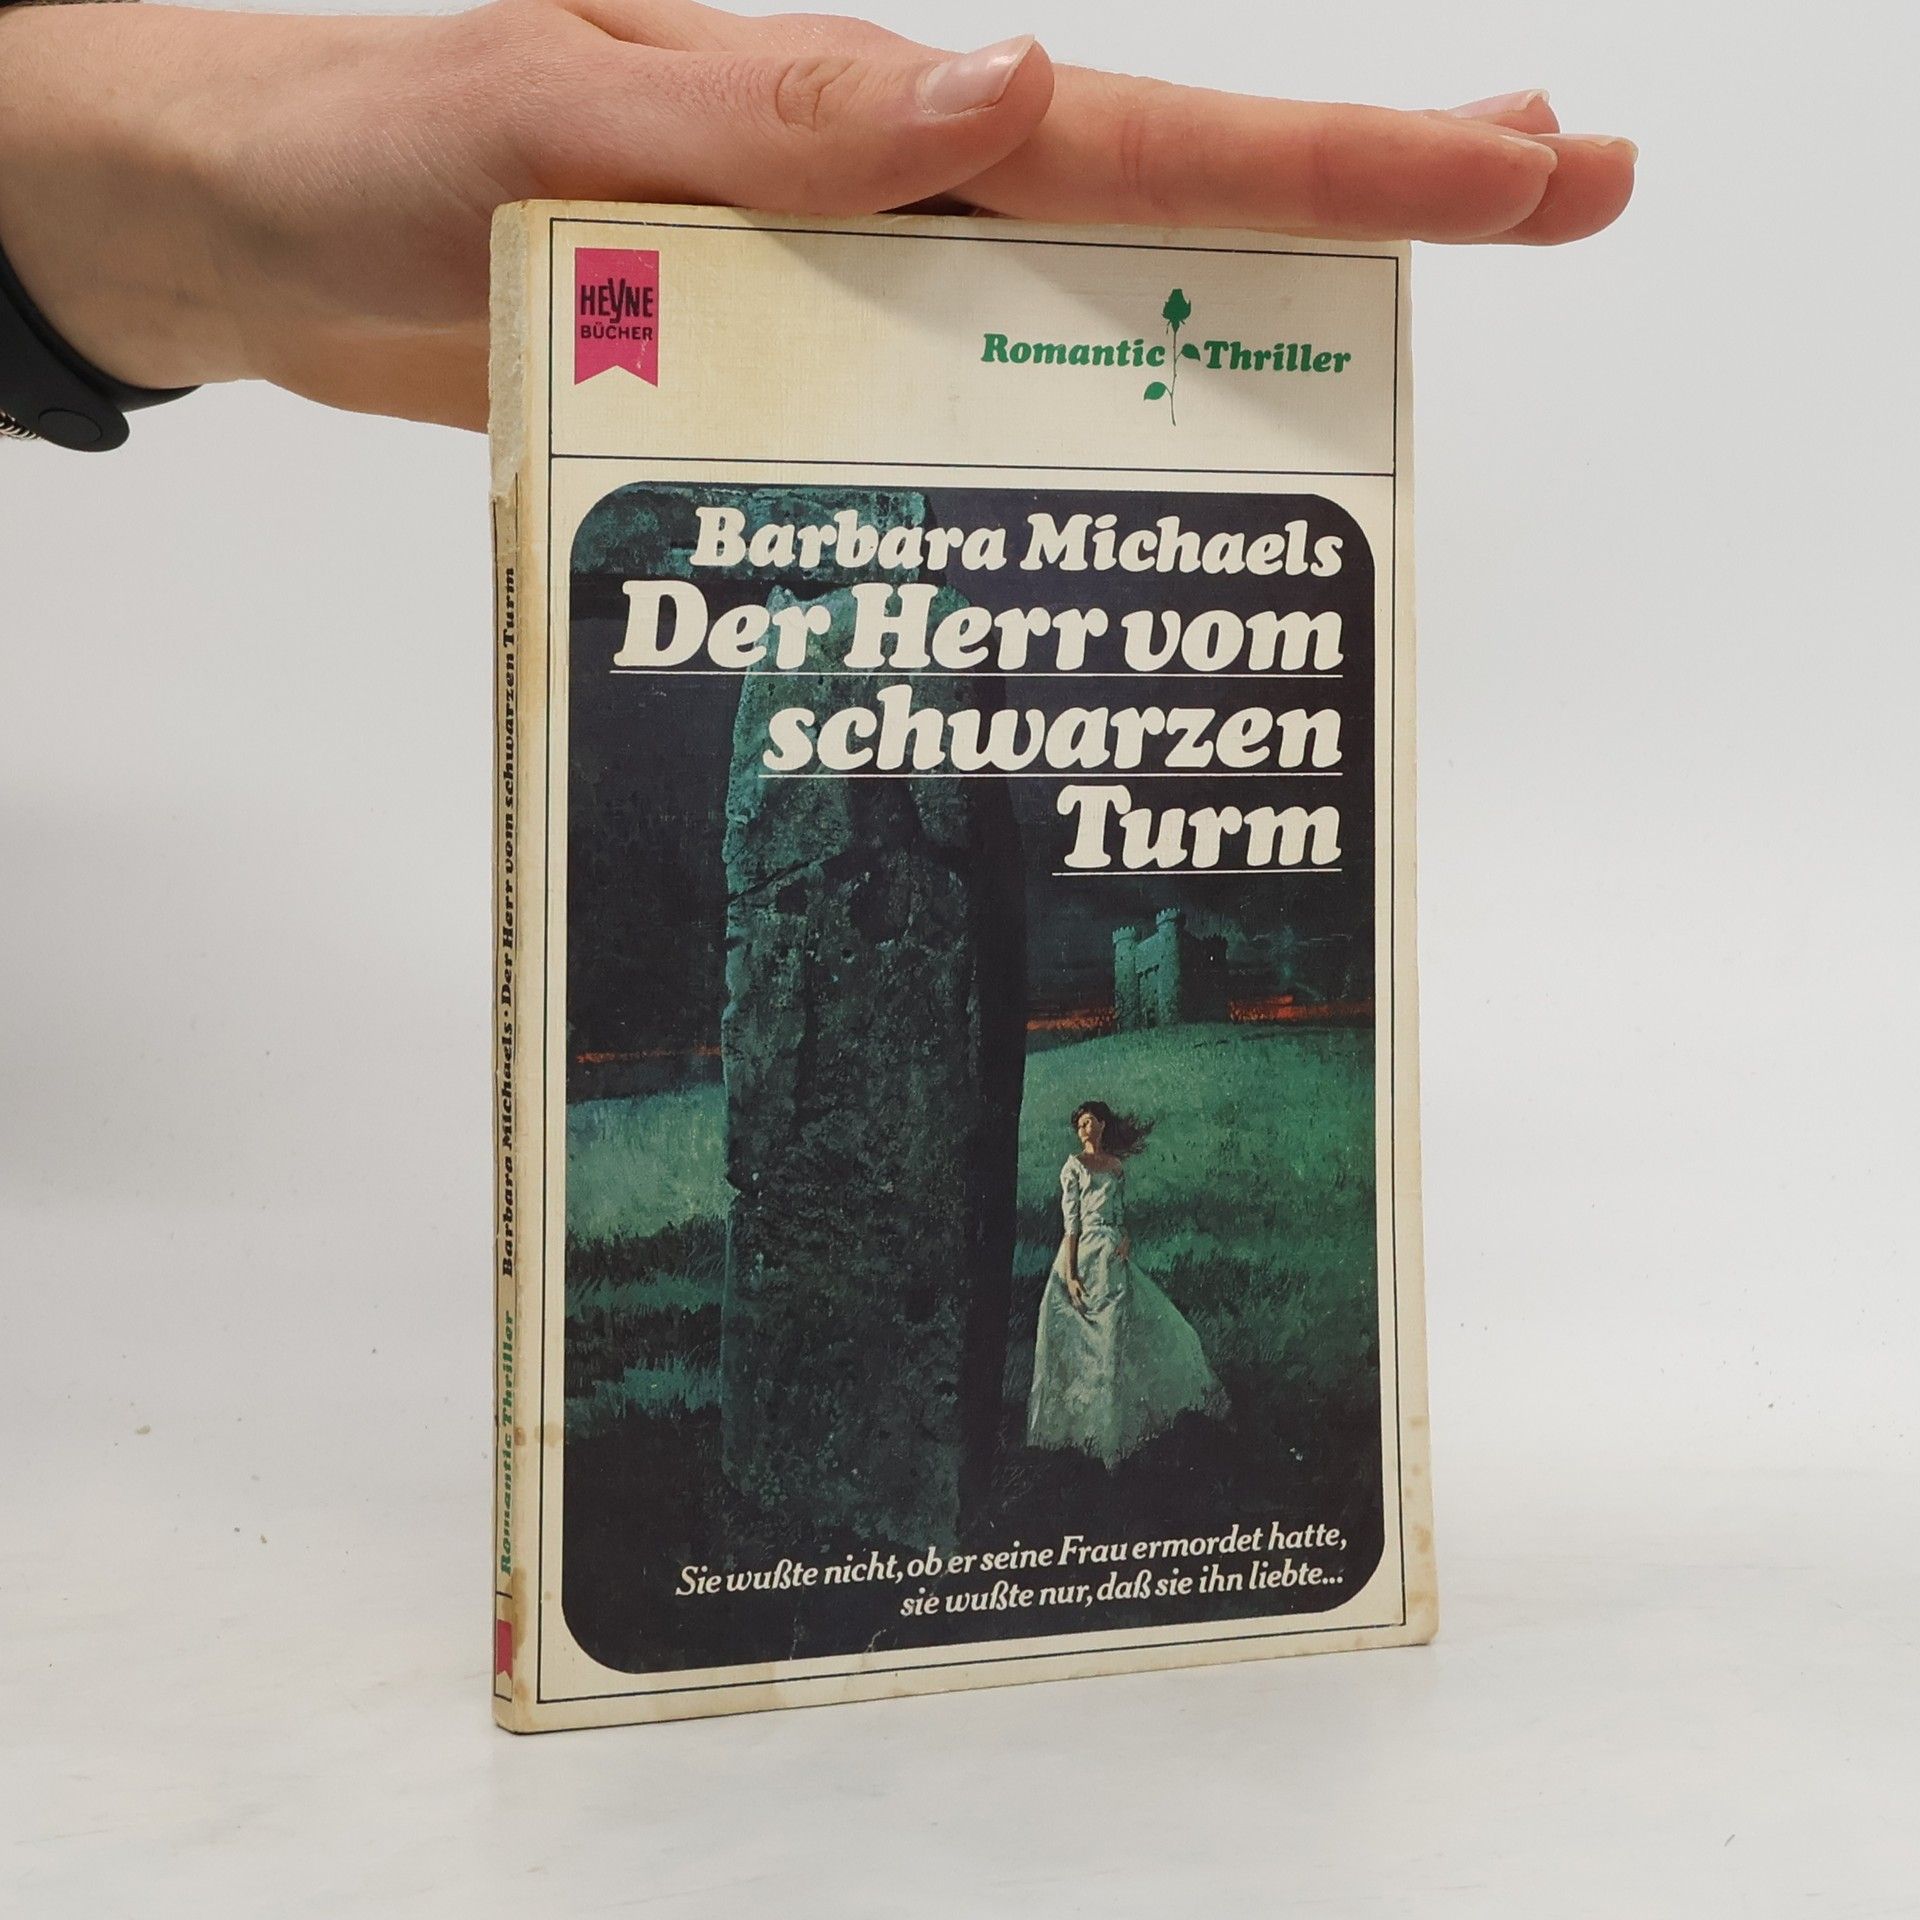 HEYNE
BÜCHER
Romantic Thriller
Barbara Michaels
Der Herr vom
schwarzen
Turm
Sie wußte nicht, ob er seine Frau ermordet hatte,
sie wußte nur, daß sie ihn liebte...
Romantic Thriller Barbara Michaels · Der Herr vom schwarzen Turm